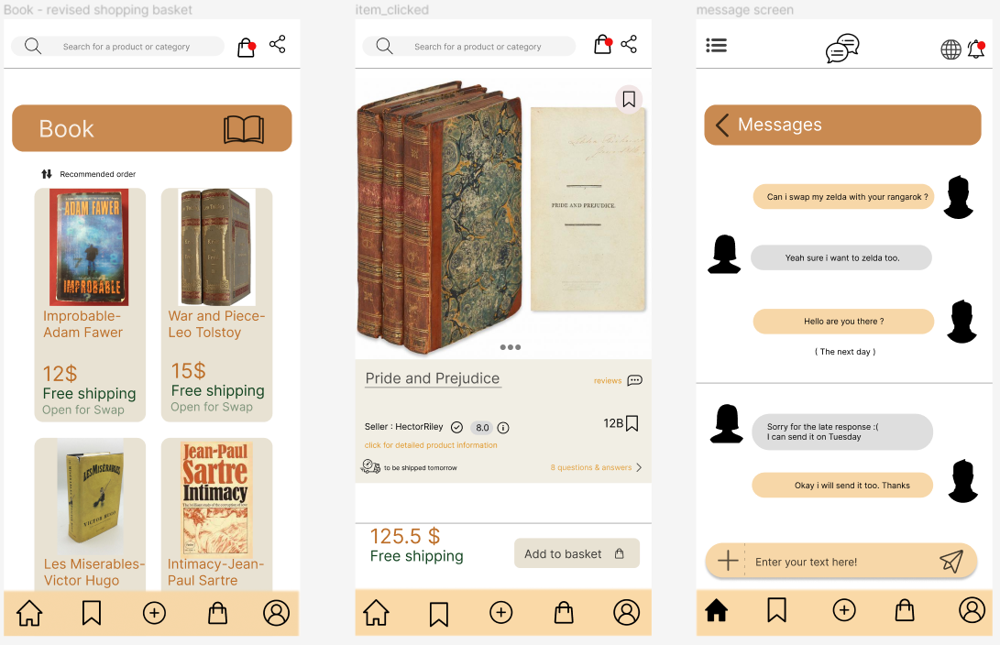 Book - revised shopping basket
Search for a product or category
Book
Recommended order
ADAM FAWER
IMPROBABLE
Improbable-
Adam Fawer
12$
Free shipping
Open for Swap
War and Piece-
Leo Tolstoy
15$
Free shipping
Open for Swap
LES MISERABLES
VICTOR HUGO
Les Miserables-
Victor Hugo
Jean-Paul
Sartre
Intimacy
Intimacy-Jean-
Paul Sartre
item_clicked
Search for a product or category
PRIDE AND PREJUDICE.
Pride and Prejudice
reviews
Seller : HectorRiley
8.0
12B
click for detailed product information
to be shipped tomorrow
8 questions & answers
125.5 $
Free shipping
Add to basket
message screen
Messages
Can i swap my zelda with your rangarok ?
Yeah sure i want to zelda too.
Hello are you there ?
( The next day )
Sorry for the late response :(
I can send it on Tuesday
Okay i will send it too. Thanks
Enter your text here!